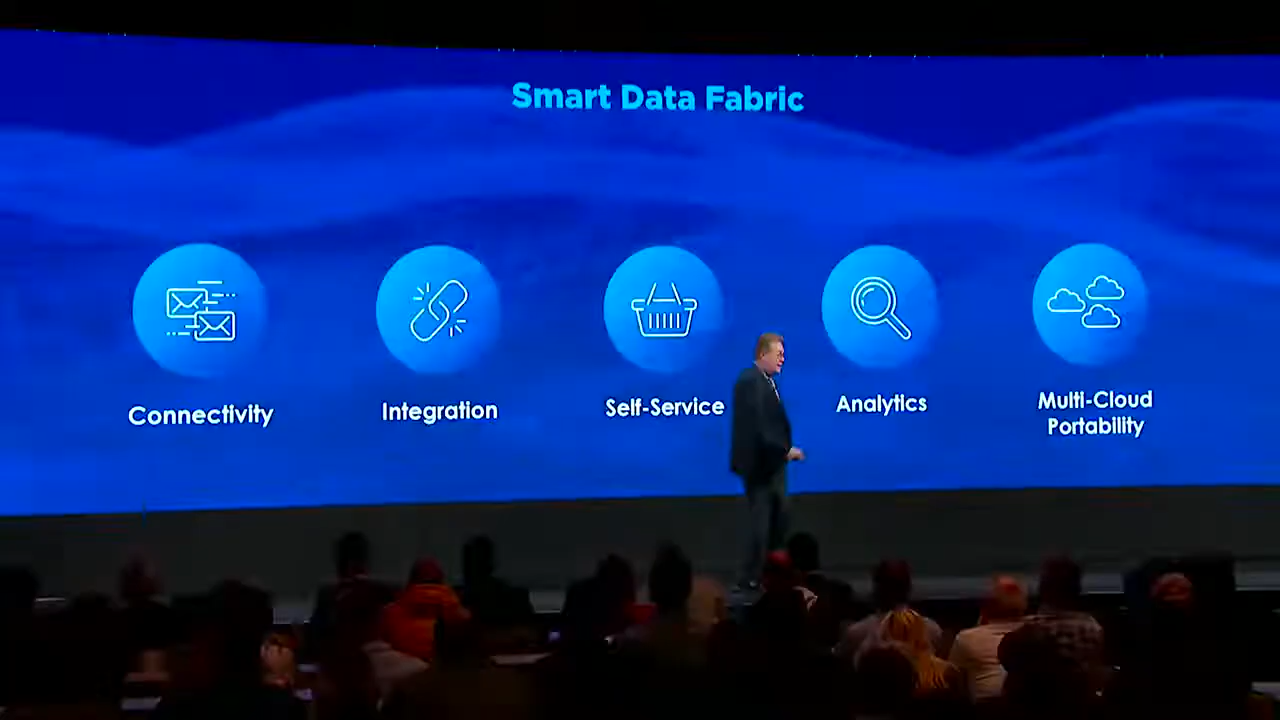 Smart Data Fabric
Connectivity
Integration
Self-Service
Analytics
Multi-Cloud
Portability